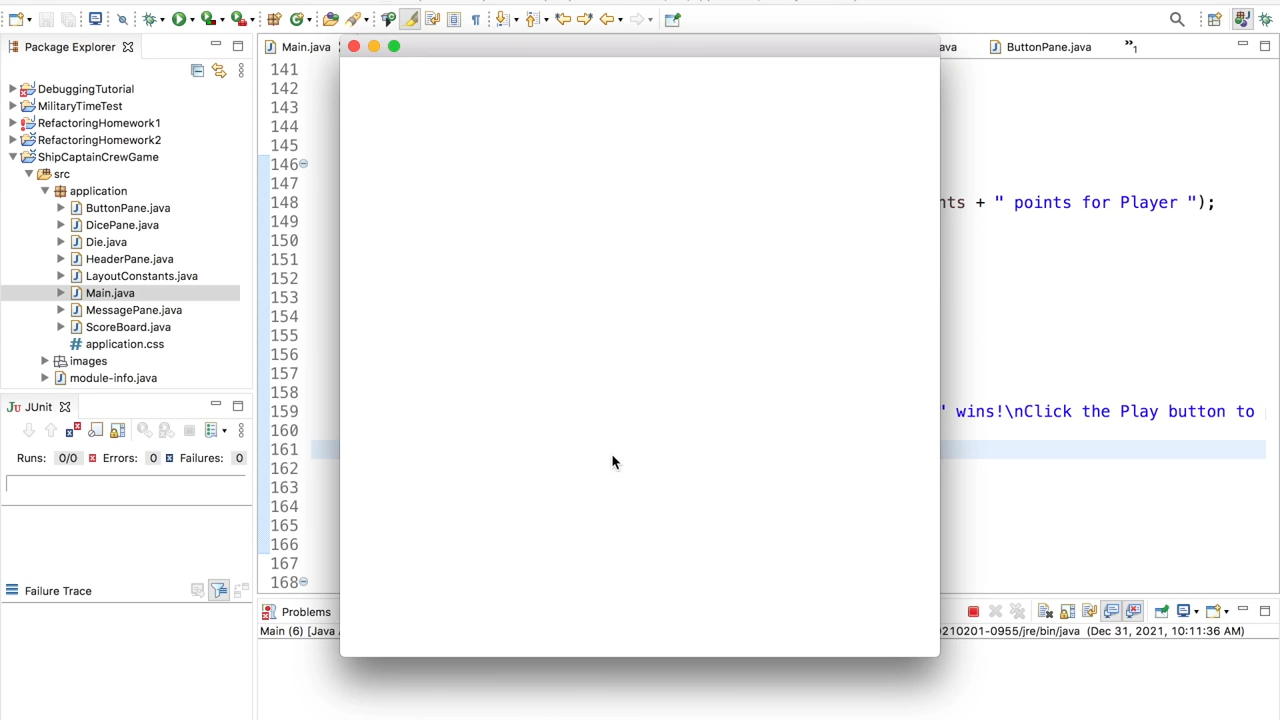 Package Explorer
Main.java
ava
ButtonPane.java
»1
DebuggingTutorial
MilitaryTimeTest
RefactoringHomework1
RefactoringHomework2
ShipCaptainCrewGame
src
application
ButtonPane.java
DicePane.java
Die.java
HeaderPane.java
LayoutConstants.java
Main.java
MessagePane.java
ScoreBoard.java
application.css
images
module-info.java
141
142
143
144
145
146
147
148
nts + " points for Player ");
149
150
151
152
153
154
155
156
157
158
159
" wins!\nClick the Play button to
160
161
162
163
164
165
166
167
168
JUnit
Runs: 0/0 Errors: 0 Failures: 0
Failure Trace
Problems
Main (6) [Java
0210201-0955/jre/bin/java (Dec 31, 2021, 10:11:36 AM)